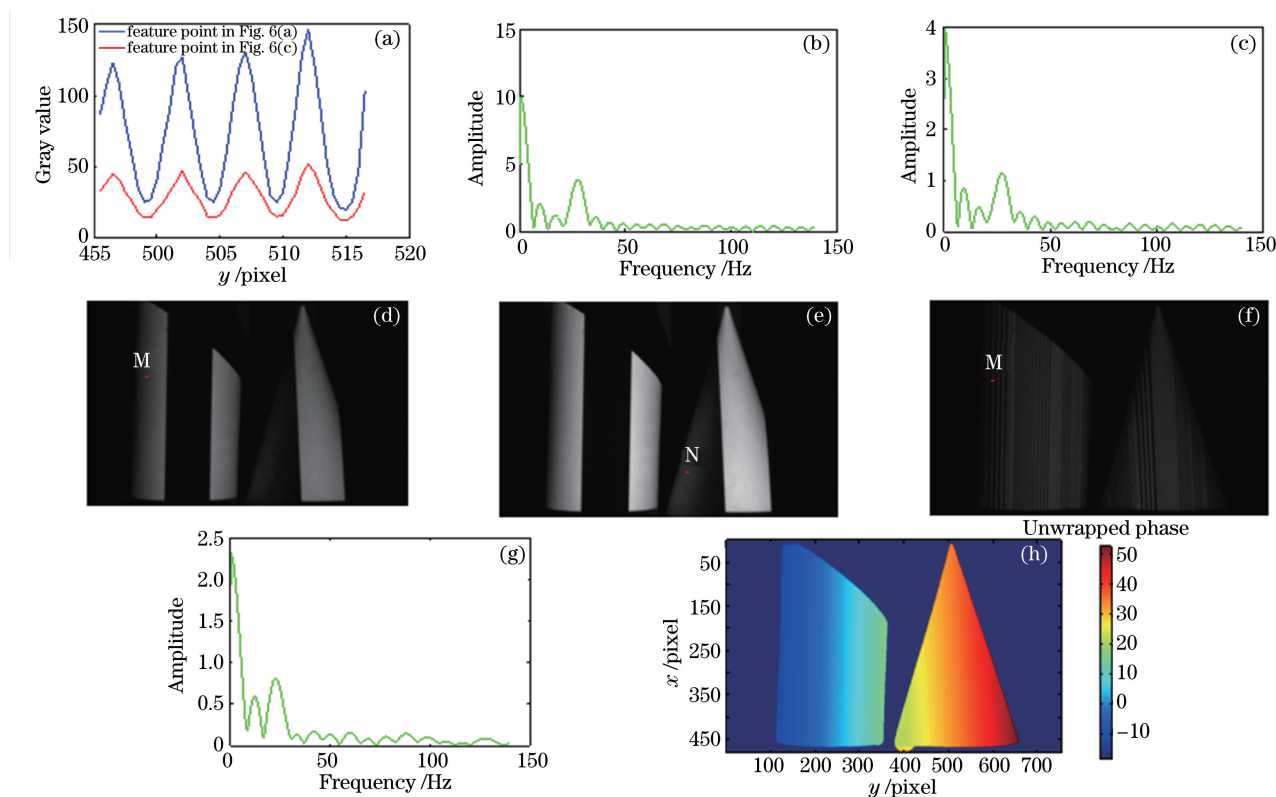 150
100
50
0
Gray value
feature point in Fig. 6(a)
feature point in Fig. 6(c)
(a)
455 500 505 510 515 520
y /pixel
15
10
5
0
Amplitude
(b)
50 100 150
Frequency /Hz
4
3
2
1
0
Amplitude
(c)
0 50 100 150
Frequency /Hz
(d)
M
(e)
N
(f)
M
2.5
2.0
1.5
1.0
0.5
0
Amplitude
(g)
0 50 100 150
Frequency /Hz
Unwrapped phase
(h)
50
150
250
350
450
x /pixel
100 200 300 400 500 600 700
y /pixel
50
40
30
20
10
0
−10